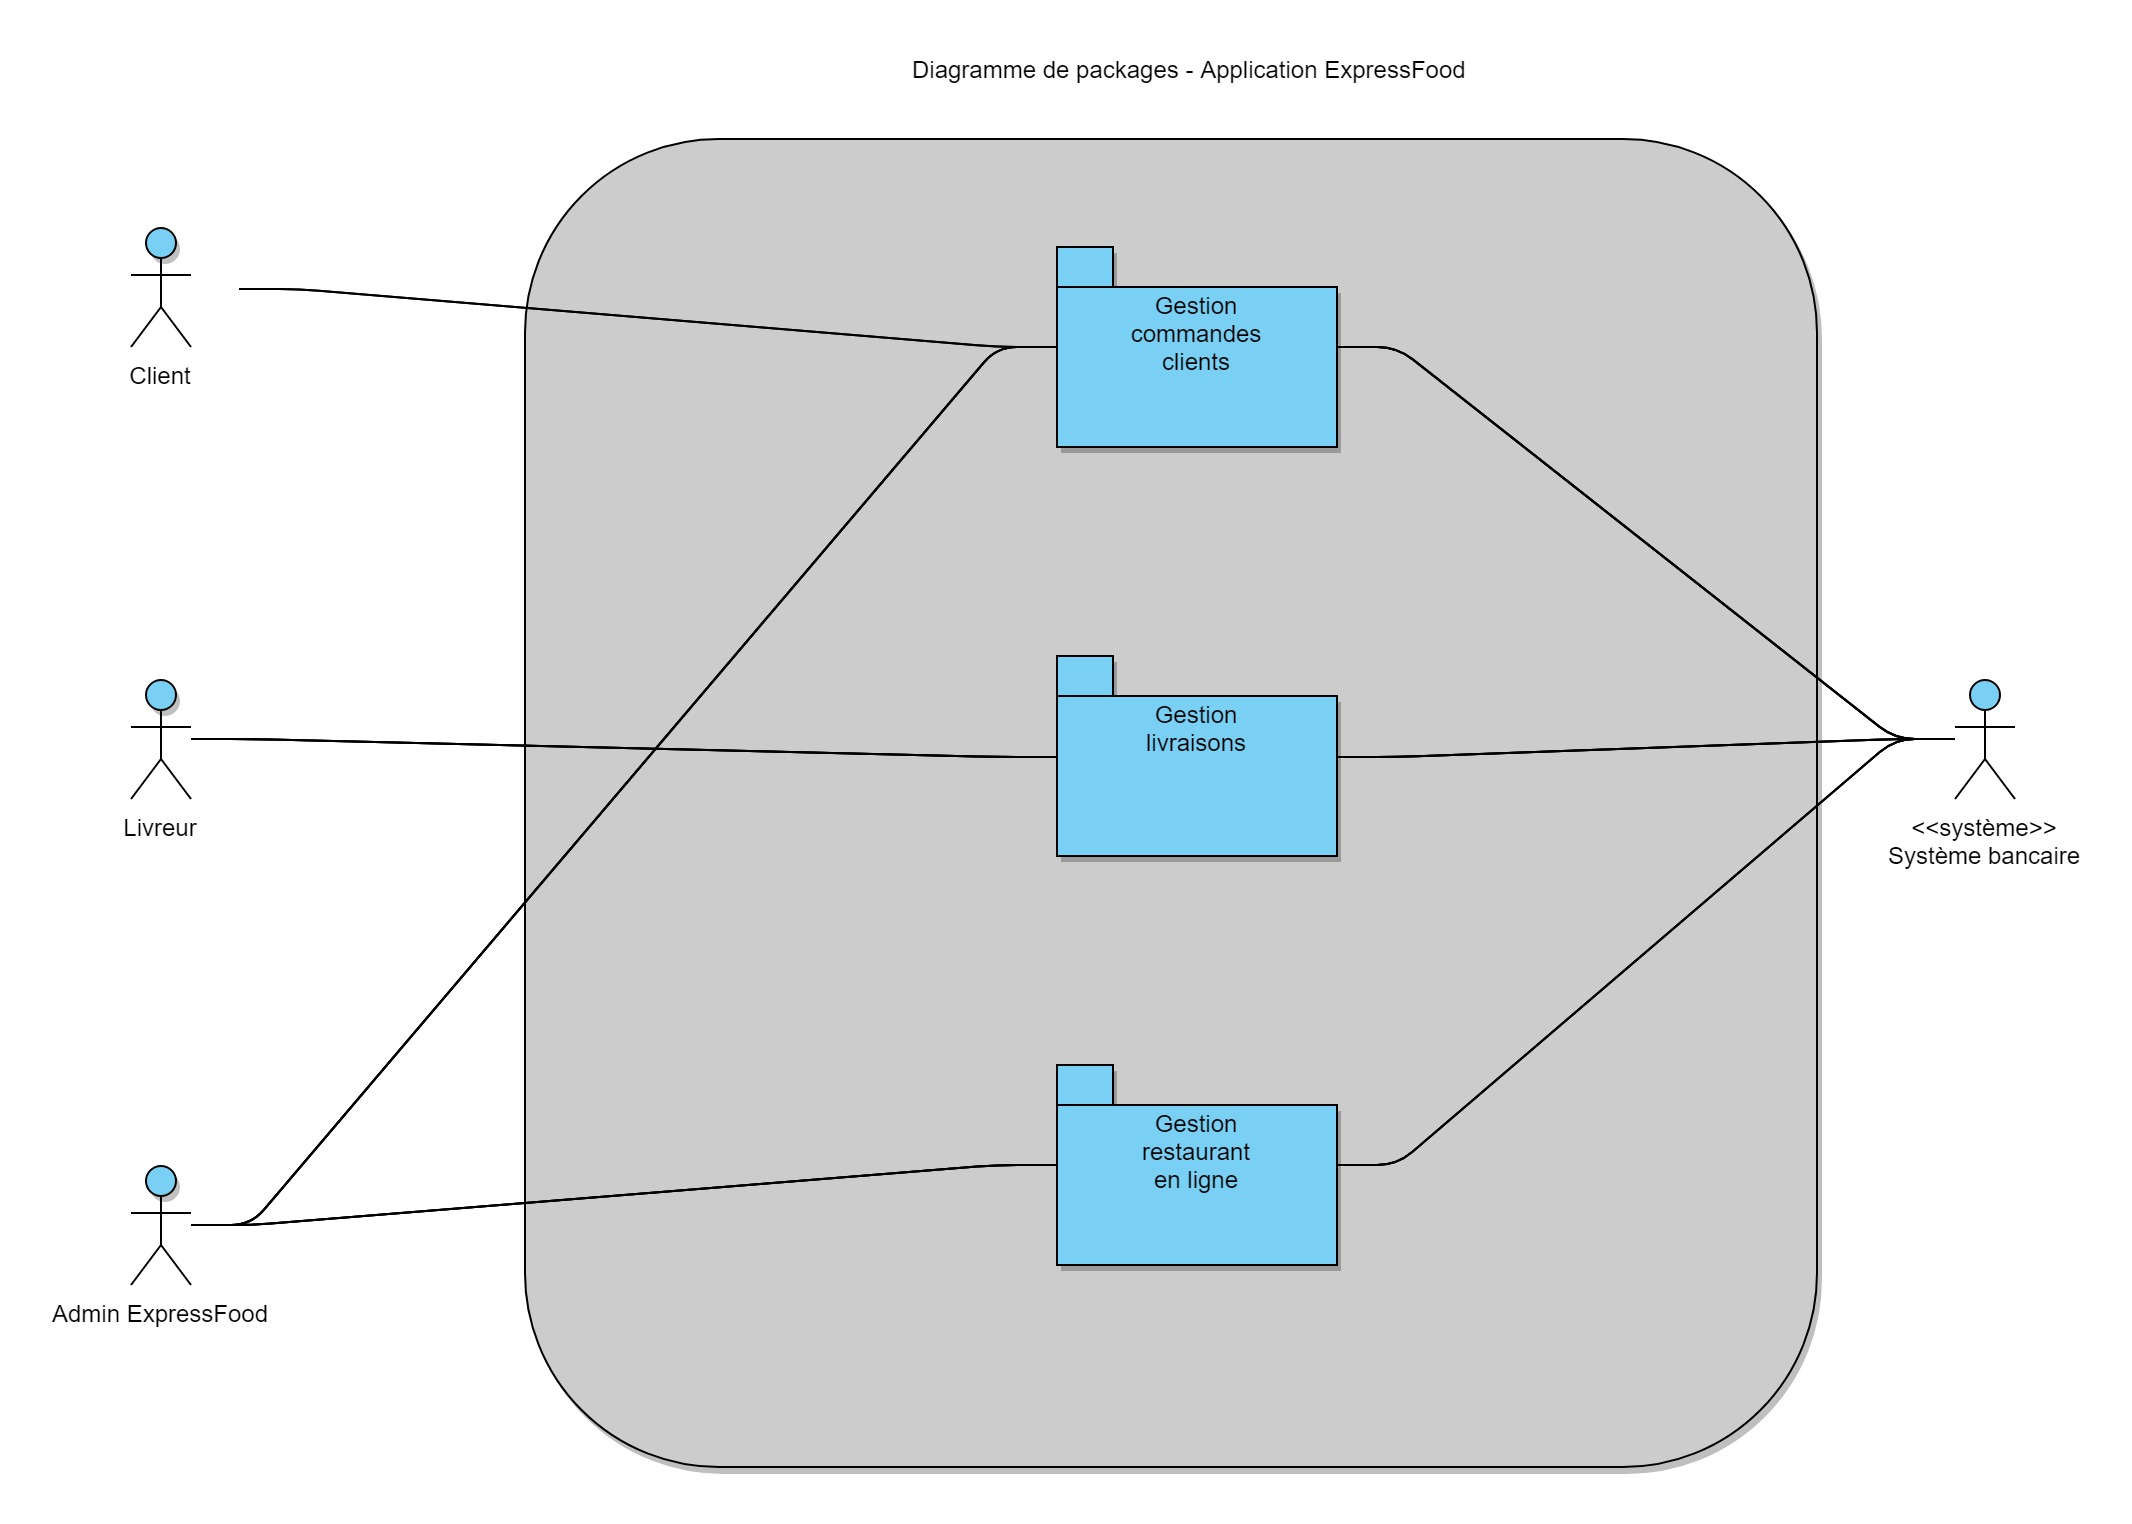 Diagramme de packages - Application ExpressFood
Client
Gestion
commandes
clients
Livreur
Gestion
livraisons
<<système>>
Système bancaire
Gestion
restaurant
en ligne
Admin ExpressFood